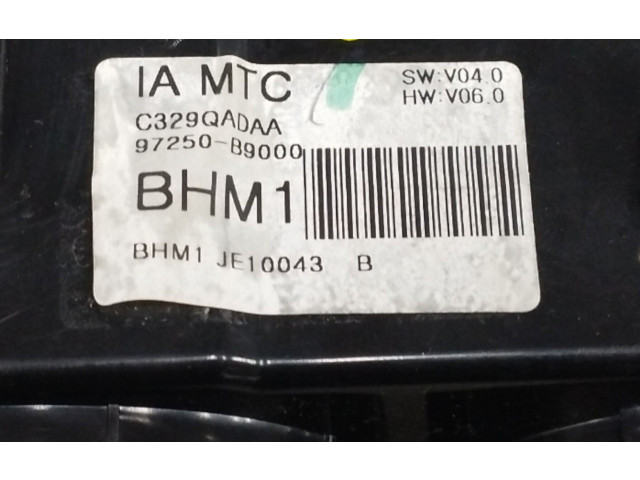 IA MTC
SW:V04.0
HW:V06.0
C329QADAA
97250-B9000
BHM1
BHM1 JE10043 B